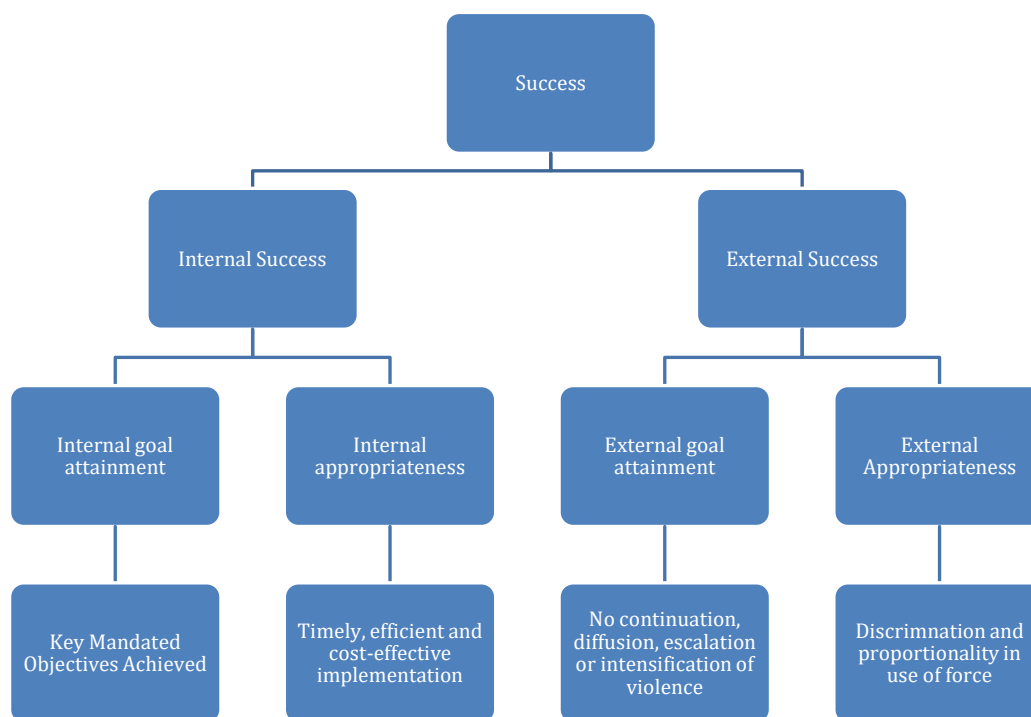 Success
Internal Success
External Success
Internal goal
attainment
Internal
appropriateness
External goal
attainment
External
Appropriateness
Key Mandated
Objectives Achieved
Timely, efficient and
cost-effective
implementation
No continuation,
diffusion, escalation
or intensification of
violence
Discrimnation and
proportionality in
use of force